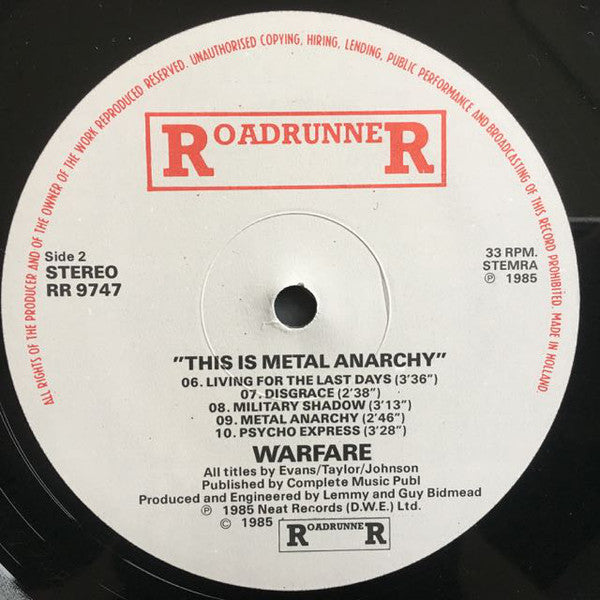 ALL RIGHTS OF THE PRODUCER AND OF THE OWNER OF THE WORK REPRODUCED RESERVED. UNAUTHORISED COPYING, HIRING, LENDING, PUBLIC PERFORMANCE AND BROADCASTING OF THIS RECORD PROHIBITED. MADE IN HOLLAND.
ROADRUNNER
Side 2
STEREO
RR 9747
33 RPM.
STEMRA
℗ 1985
"THIS IS METAL ANARCHY"
06. LIVING FOR THE LAST DAYS (3'36")
07. DISGRACE (2'38")
08. MILITARY SHADOW (3'13")
09. METAL ANARCHY (2'46")
10. PSYCHO EXPRESS (3'28")
WARFARE
All titles by Evans/Taylor/Johnson
Published by Complete Music Publ
Produced and Engineered by Lemmy and Guy Bidmead
℗ 1985 Neat Records (D.W.E.) Ltd.
© 1985 ROADRUNNER